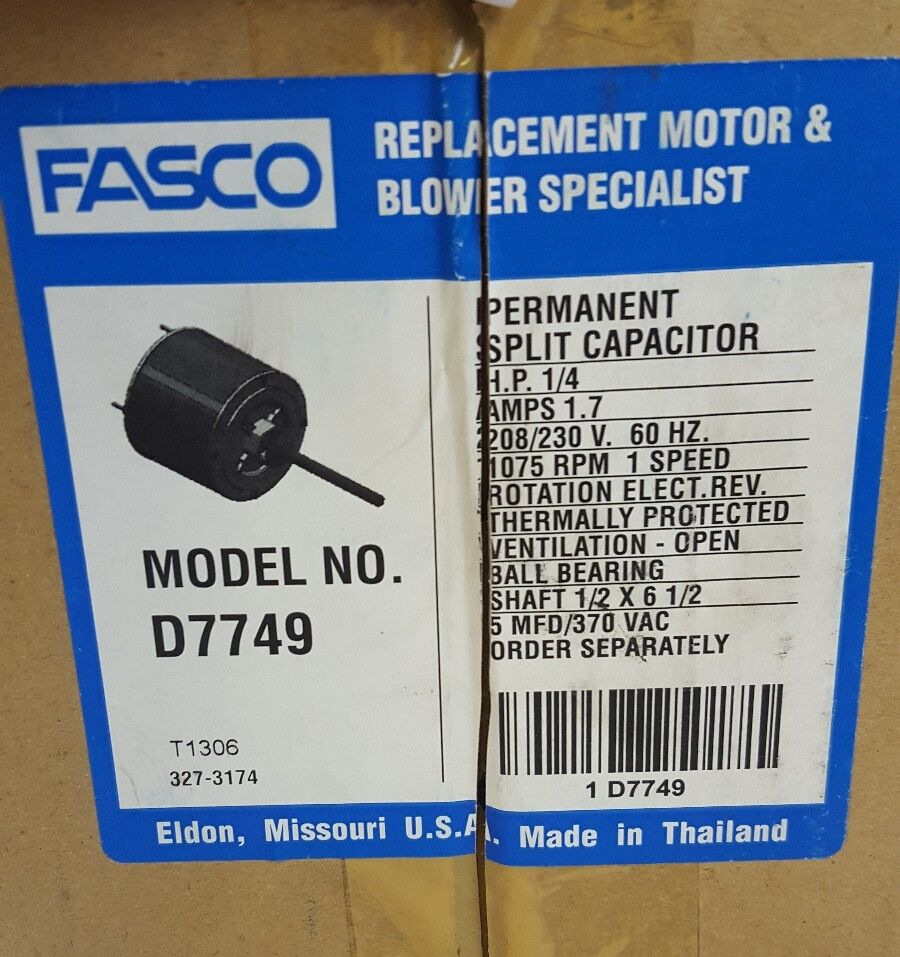 FASCO
REPLACEMENT MOTOR &
BLOWER SPECIALIST
PERMANENT
SPLIT CAPACITOR
H.P. 1/4
AMPS 1.7
208/230 V. 60 HZ.
1075 RPM 1 SPEED
ROTATION ELECT.REV.
THERMALLY PROTECTED
VENTILATION - OPEN
BALL BEARING
SHAFT 1/2 X 6 1/2
5 MFD/370 VAC
ORDER SEPARATELY
MODEL NO.
D7749
T1306
327-3174
1 D7749
Eldon, Missouri U.S.A. Made in Thailand